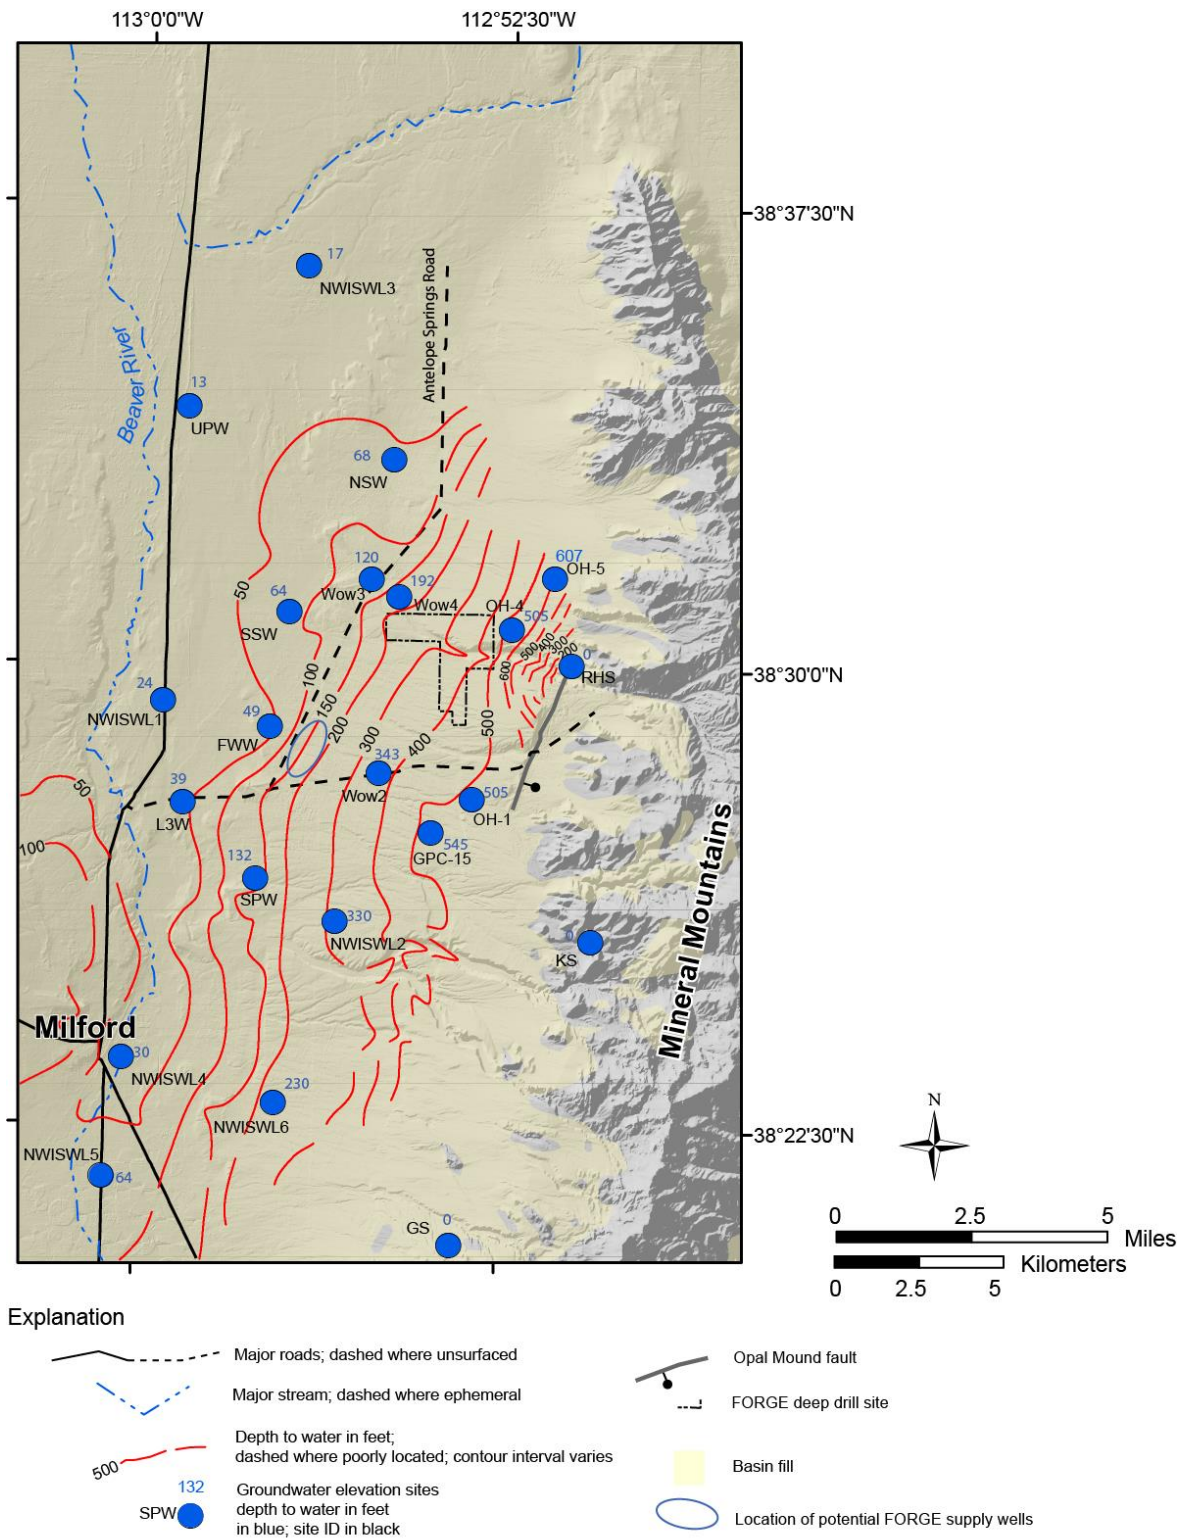 113°0'0"W
112°52'30"W
38°37'30"N
17
NWISWL3
Antelope Springs Road
Beaver River
13
UPW
68
NSW
50
120
Wow3
192
Wow4
607
OH-5
OH-4
505
64
SSW
500
400
300
200
0
RHS
600
38°30'0"N
100
150
200
300
400
500
24
NWISWL1
49
FWW
343
Wow2
39
L3W
505
OH-1
50
100
545
GPC-15
132
SPW
330
NWISWL2
0
KS
Mineral Mountains
Milford
30
NWISWL4
230
NWISWL6
38°22'30"N
NWISWL5
64
GS
0
N
0 2.5 5
Miles
Kilometers
0 2.5 5
Explanation
Major roads; dashed where unsurfaced
Major stream; dashed where ephemeral
Depth to water in feet;
dashed where poorly located; contour interval varies
500
132
SPW
Groundwater elevation sites
depth to water in feet
in blue; site ID in black
Opal Mound fault
FORGE deep drill site
Basin fill
Location of potential FORGE supply wells